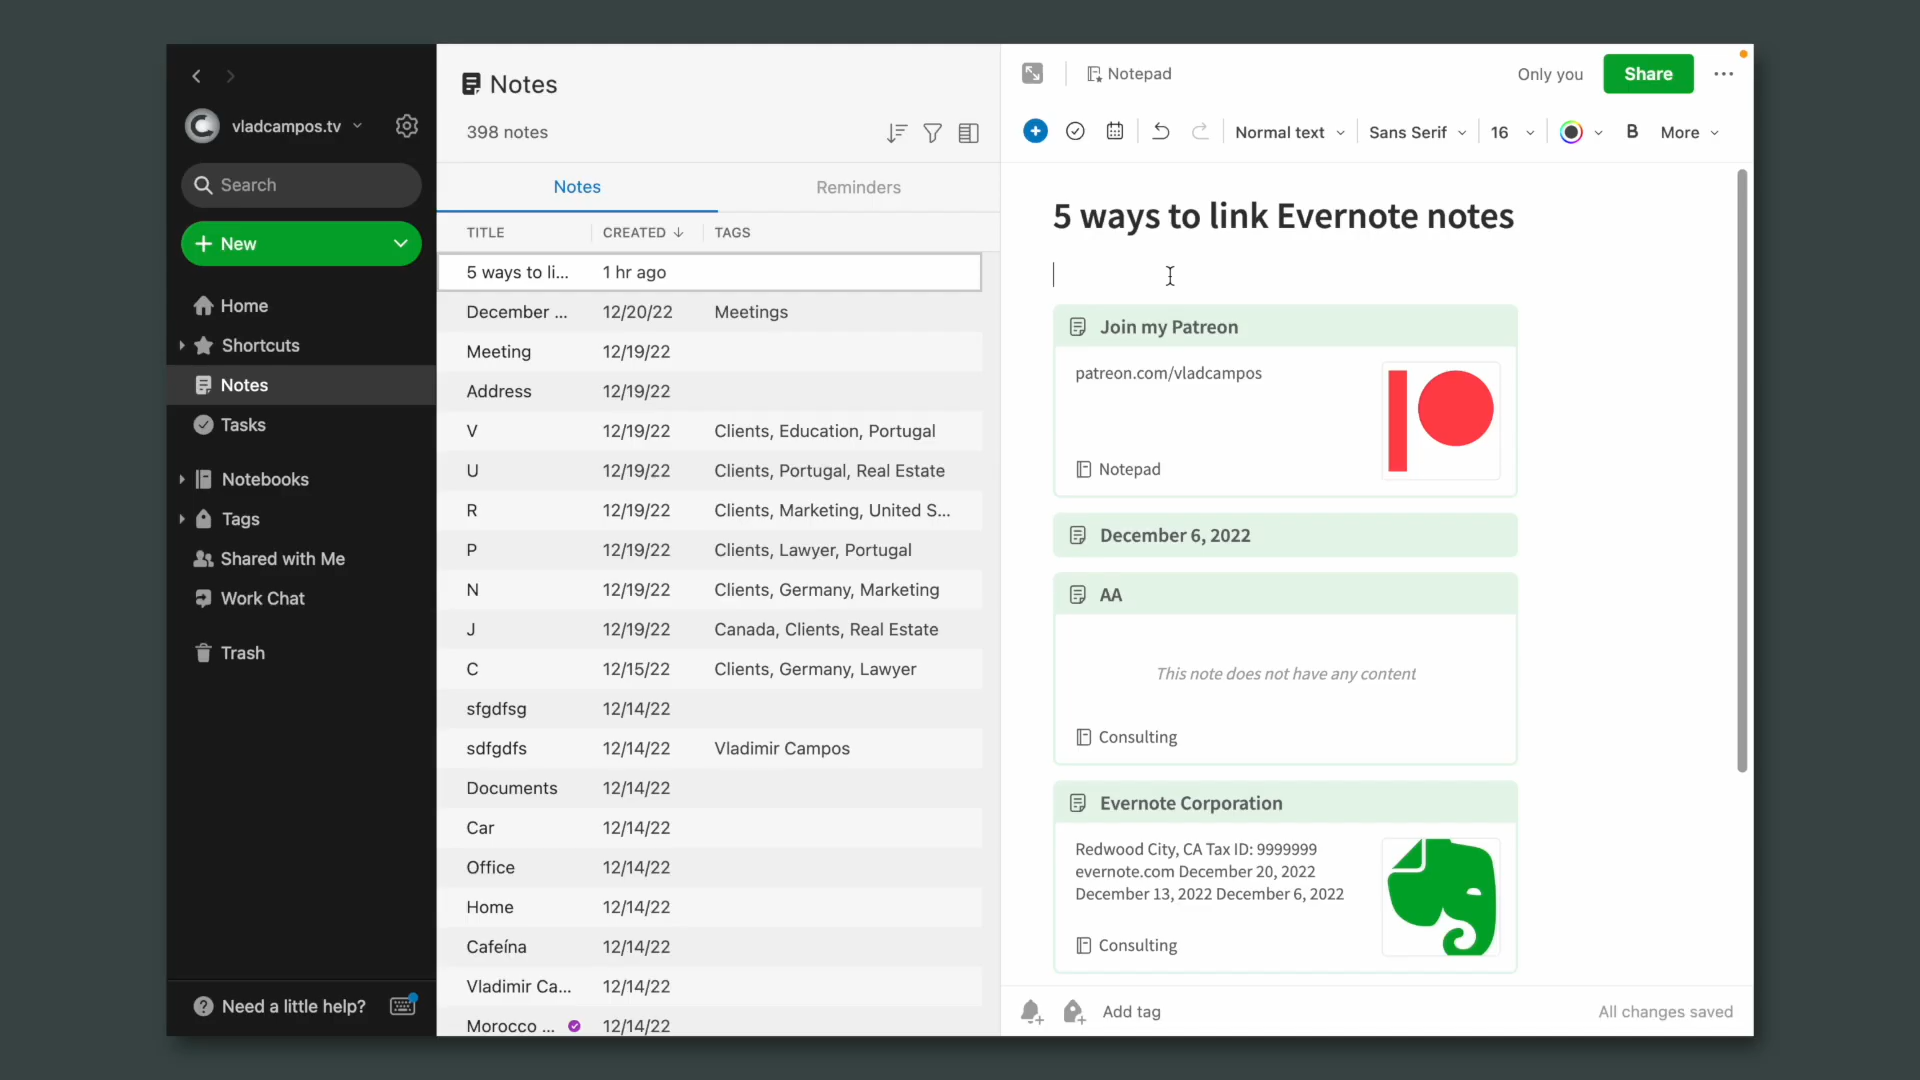 vladcampos.tv
Search
New
Home
Shortcuts
Notes
Tasks
Notebooks
Tags
Shared with Me
Work Chat
Trash
Need a little help?
Notes
398 notes
Notes Reminders
TITLE CREATED TAGS
5 ways to li... 1 hr ago
December ... 12/20/22 Meetings
Meeting 12/19/22
Address 12/19/22
V 12/19/22 Clients, Education, Portugal
U 12/19/22 Clients, Portugal, Real Estate
R 12/19/22 Clients, Marketing, United S...
P 12/19/22 Clients, Lawyer, Portugal
N 12/19/22 Clients, Germany, Marketing
J 12/19/22 Canada, Clients, Real Estate
C 12/15/22 Clients, Germany, Lawyer
sfgdfsg 12/14/22
sdfgdfs 12/14/22 Vladimir Campos
Documents 12/14/22
Car 12/14/22
Office 12/14/22
Home 12/14/22
Cafeína 12/14/22
Vladimir Ca... 12/14/22
Morocco ... 12/14/22
Notepad Only you Share
Normal text Sans Serif 16 B More
5 ways to link Evernote notes
Join my Patreon
patreon.com/vladcampos
Notepad
December 6, 2022
AA
This note does not have any content
Consulting
Evernote Corporation
Redwood City, CA Tax ID: 9999999
evernote.com December 20, 2022
December 13, 2022 December 6, 2022
Consulting
Add tag All changes saved